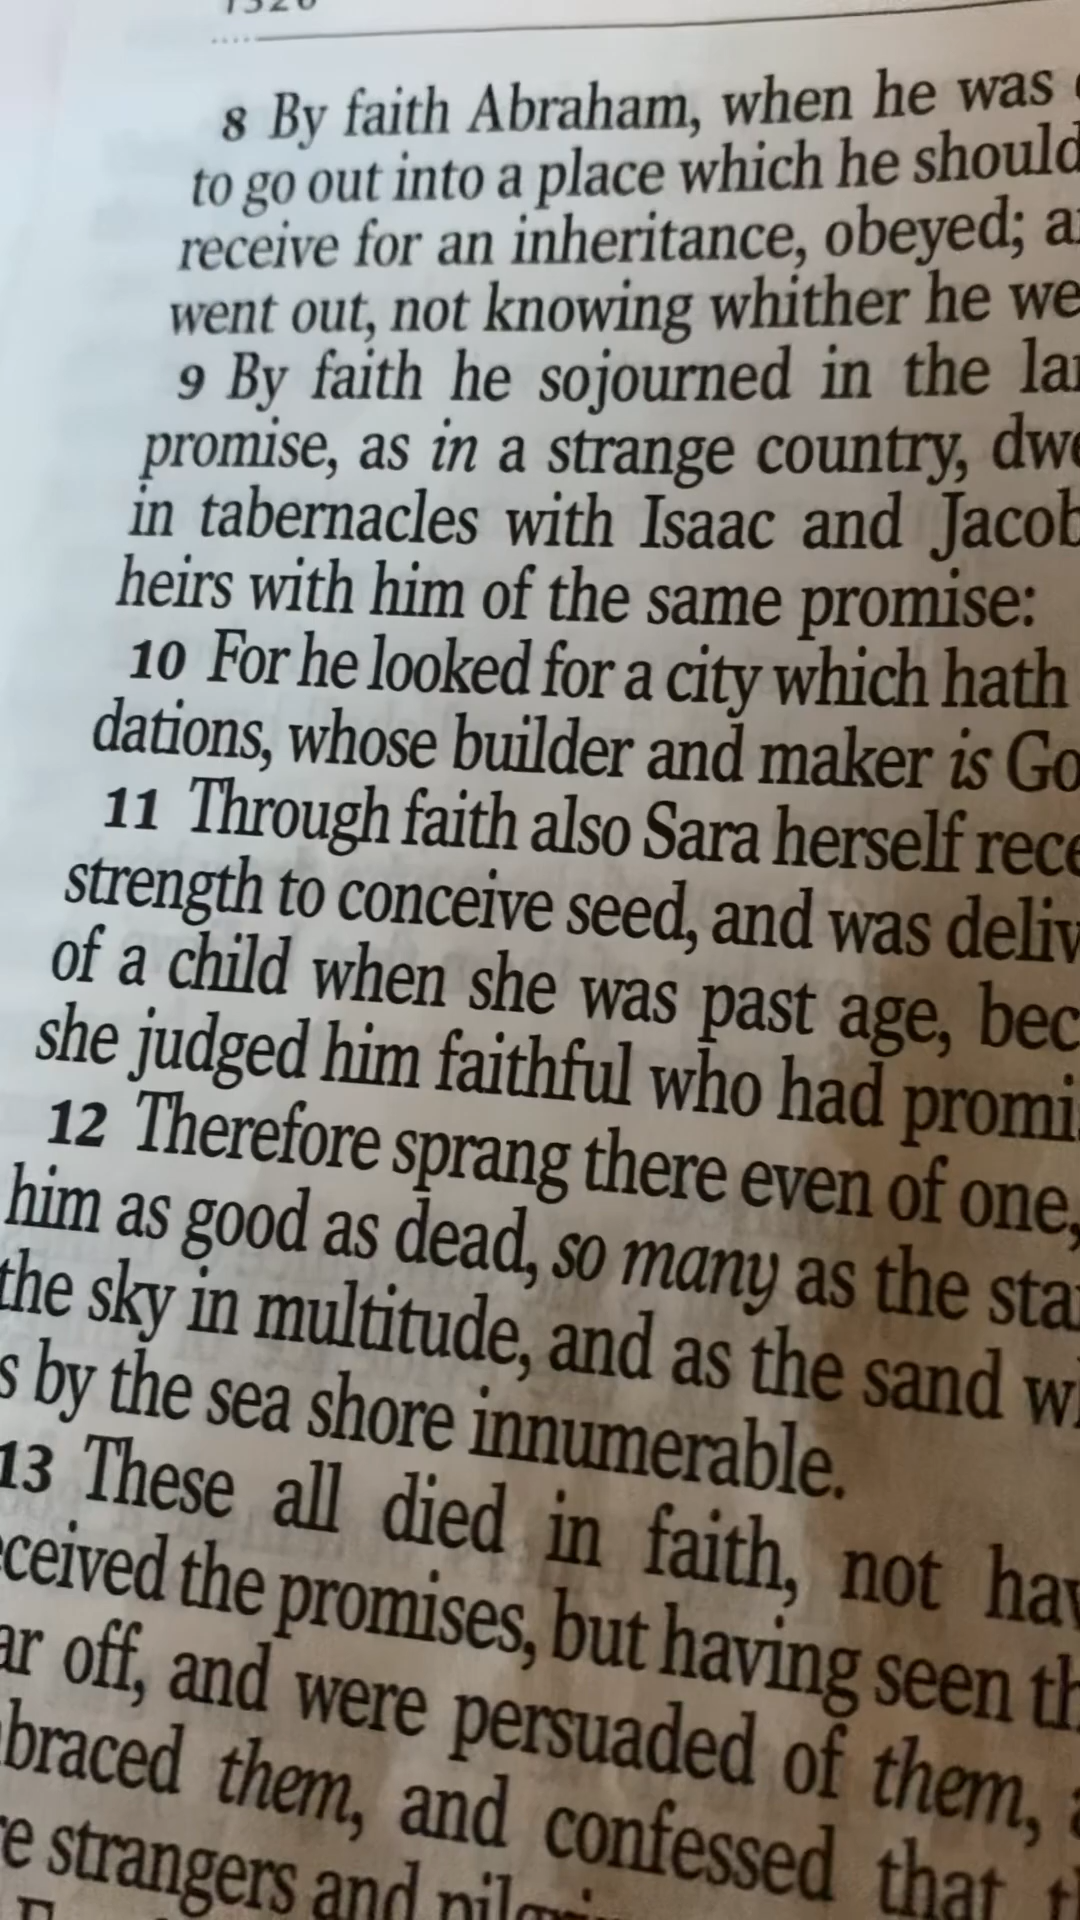 8 By faith Abraham, when he was
to go out into a place which he should
receive for an inheritance, obeyed;
went out, not knowing whither he we
9 By faith he sojourned in the la
promise, as in a strange country, dwe
in tabernacles with Isaac and Jacob
heirs with him of the same promise:
10 For he looked for a city which hath
dations, whose builder and maker is Go
11 Through faith also Sara herself rece
strength to conceive seed, and was deliv
of a child when she was past age, bec
she judged him faithful who had promi
12 Therefore sprang there even of one,
him as good as dead, so many as the sta
the sky in multitude, and as the sand w
s by the sea shore innumerable.
13 These all died in faith, not hav
ceived the promises, but having seen th
ar off, and were persuaded of them,
braced them, and confessed that t
e strangers and